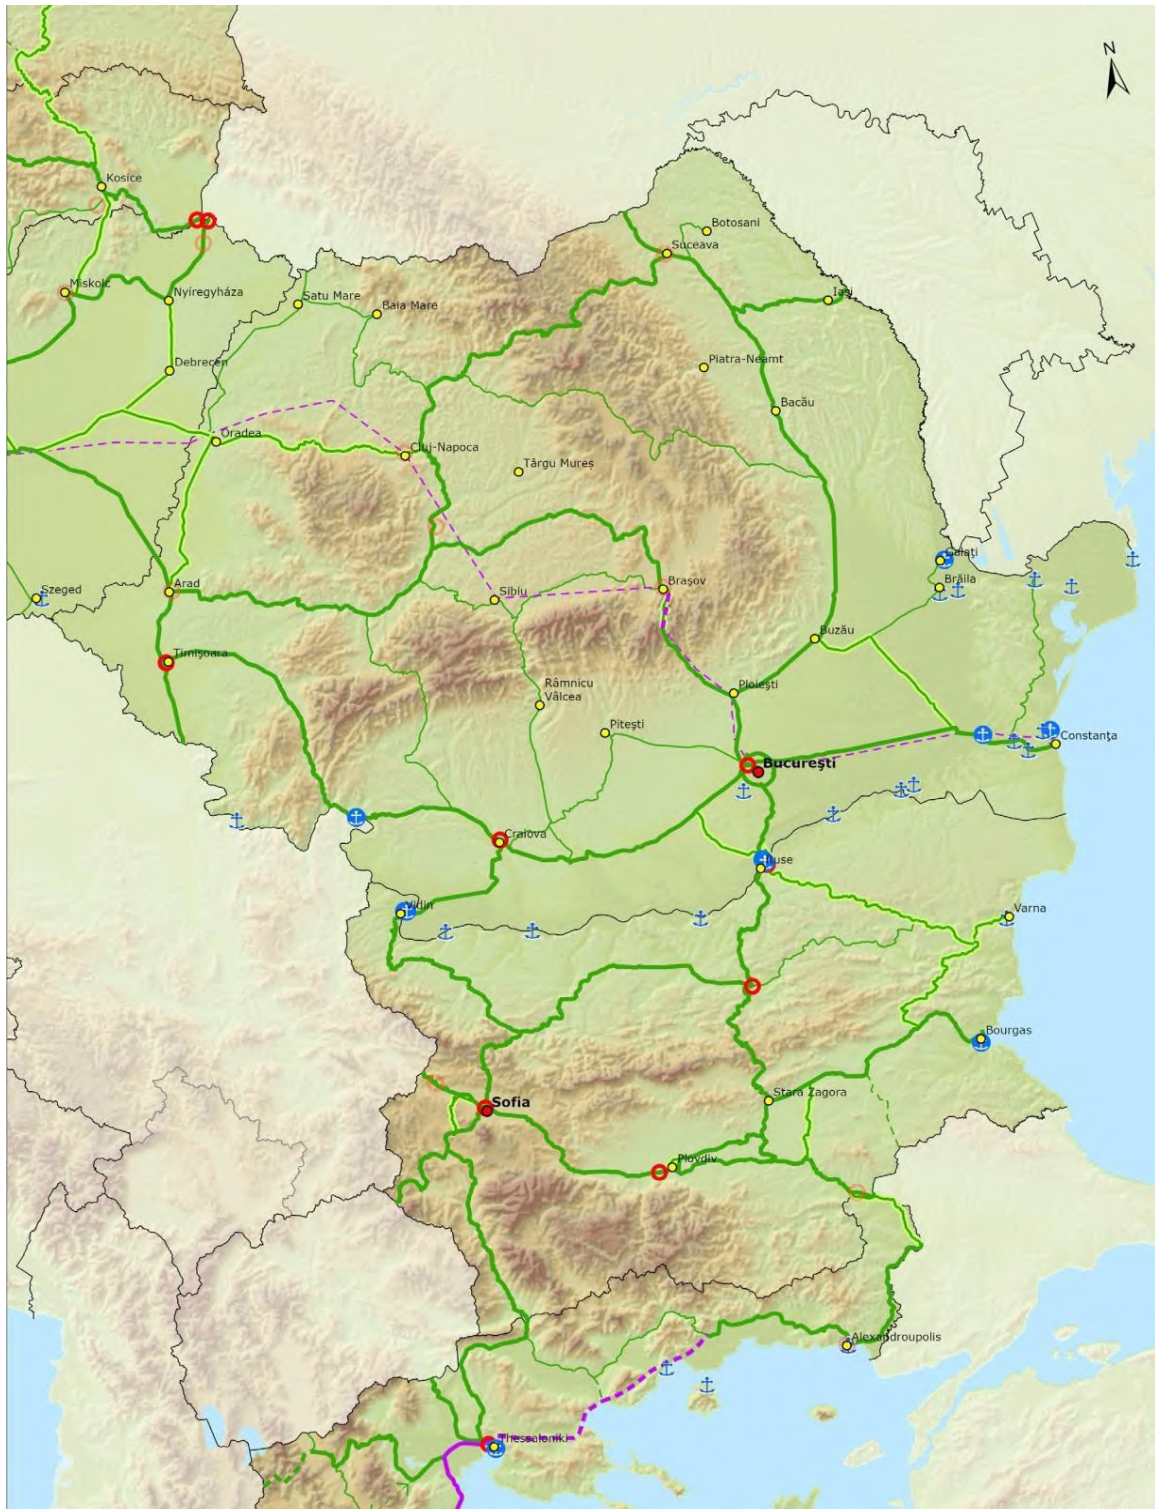 N
Kosice
Botosani
Suceava
Miskolc
Nyíregyháza
Satu Mare
Iaşi
Baia Mare
Debrecen
Piatra-Neamt
Bacău
Oradea
Cluj-Napoca
Târgu Mureș
Galaţi
Szeged
Arad
Sibiu
Braşov
Brăila
Timişoara
Buzău
Râmnicu
Vâlcea
Ploieşti
Piteşti
Constanţa
Bucureşti
Craiova
Ruse
Vidin
Varna
Bourgas
Sofia
Stara Zagora
Plovdiv
Alexandroupolis
Thessaloniki